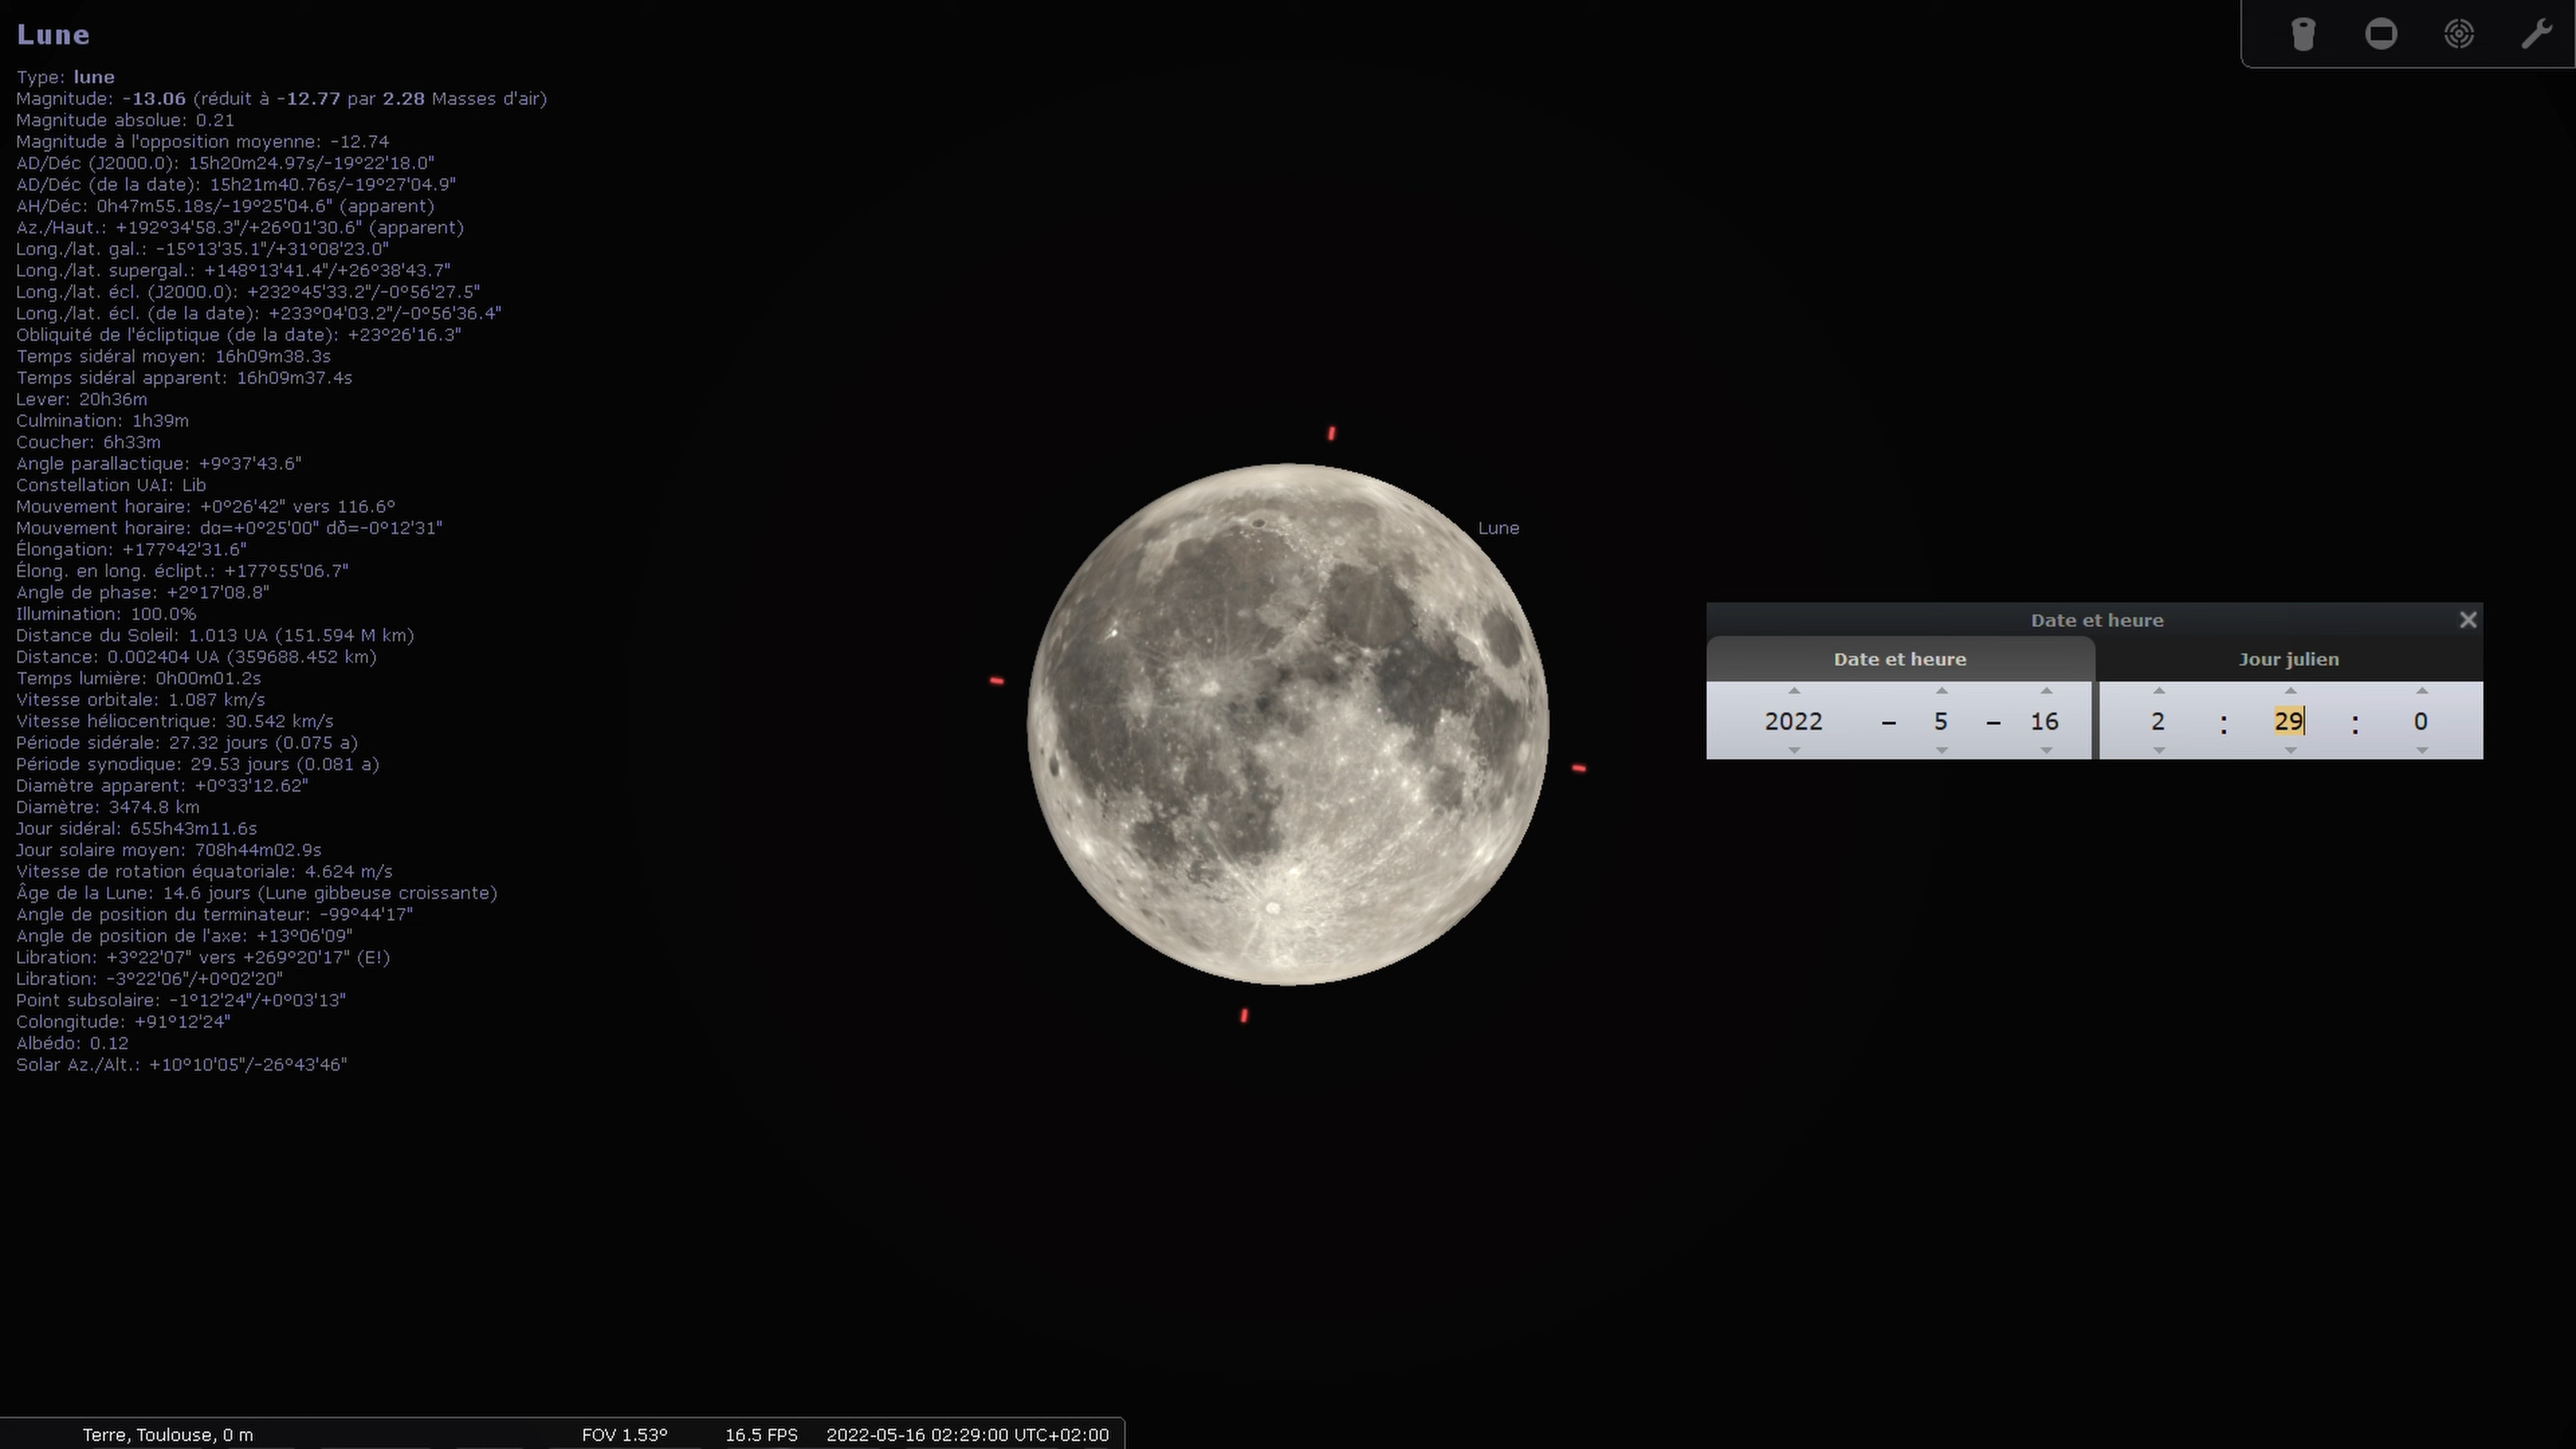 Lune
Type: lune
Magnitude: -13.06 (réduit à -12.77 par 2.28 Masses d'air)
Magnitude absolue: 0.21
Magnitude à l'opposition moyenne: -12.74
AD/Déc (J2000.0): 15h20m24.97s/-19°22'18.0"
AD/Déc (de la date): 15h21m40.76s/-19°27'04.9"
AH/Déc: 0h47m55.18s/-19°25'04.6" (apparent)
Az./Haut.: +192°34'58.3"/+26°01'30.6" (apparent)
Long./lat. gal.: -15°13'35.1"/+31°08'23.0"
Long./lat. supergal.: +148°13'41.4"/+26°38'43.7"
Long./lat. écl. (J2000.0): +232°45'33.2"/-0°56'27.5"
Long./lat. écl. (de la date): +233°04'03.2"/-0°56'36.4"
Obliquité de l'écliptique (de la date): +23°26'16.3"
Temps sidéral moyen: 16h09m38.3s
Temps sidéral apparent: 16h09m37.4s
Lever: 20h36m
Culmination: 1h39m
Coucher: 6h33m
Angle parallactique: +9°37'43.6"
Constellation UAI: Lib
Mouvement horaire: +0°26'42" vers 116.6°
Mouvement horaire: dα=+0°25'00" dδ=-0°12'31"
Élongation: +177°42'31.6"
Élong. en long. éclipt.: +177°55'06.7"
Angle de phase: +2°17'08.8"
Illumination: 100.0%
Distance du Soleil: 1.013 UA (151.594 M km)
Distance: 0.002404 UA (359688.452 km)
Temps lumière: 0h00m01.2s
Vitesse orbitale: 1.087 km/s
Vitesse héliocentrique: 30.542 km/s
Période sidérale: 27.32 jours (0.075 a)
Période synodique: 29.53 jours (0.081 a)
Diamètre apparent: +0°33'12.62"
Diamètre: 3474.8 km
Jour sidéral: 655h43m11.6s
Jour solaire moyen: 708h44m02.9s
Vitesse de rotation équatoriale: 4.624 m/s
Âge de la Lune: 14.6 jours (Lune gibbeuse croissante)
Angle de position du terminateur: -99°44'17"
Angle de position de l'axe: +13°06'09"
Libration: +3°22'07" vers +269°20'17" (E!)
Libration: -3°22'06"/+0°02'20"
Point subsolaire: -1°12'24"/+0°03'13"
Colongitude: +91°12'24"
Albédo: 0.12
Solar Az./Alt.: +10°10'05"/-26°43'46"
Lune
Date et heure
Date et heure Jour julien
2022 - 5 - 16 2 : 29 : 0
Terre, Toulouse, 0 m FOV 1.53° 16.5 FPS 2022-05-16 02:29:00 UTC+02:00